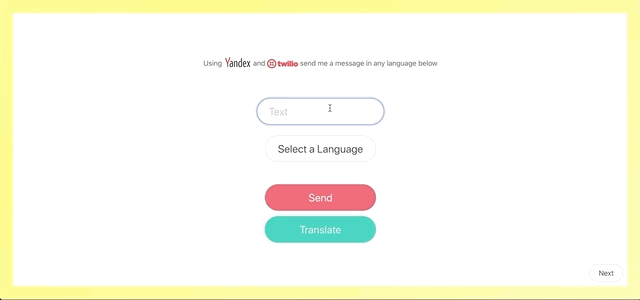 Using Yandex and twilio send me a message in any language below
Text
Select a Language
Send
Translate
Next